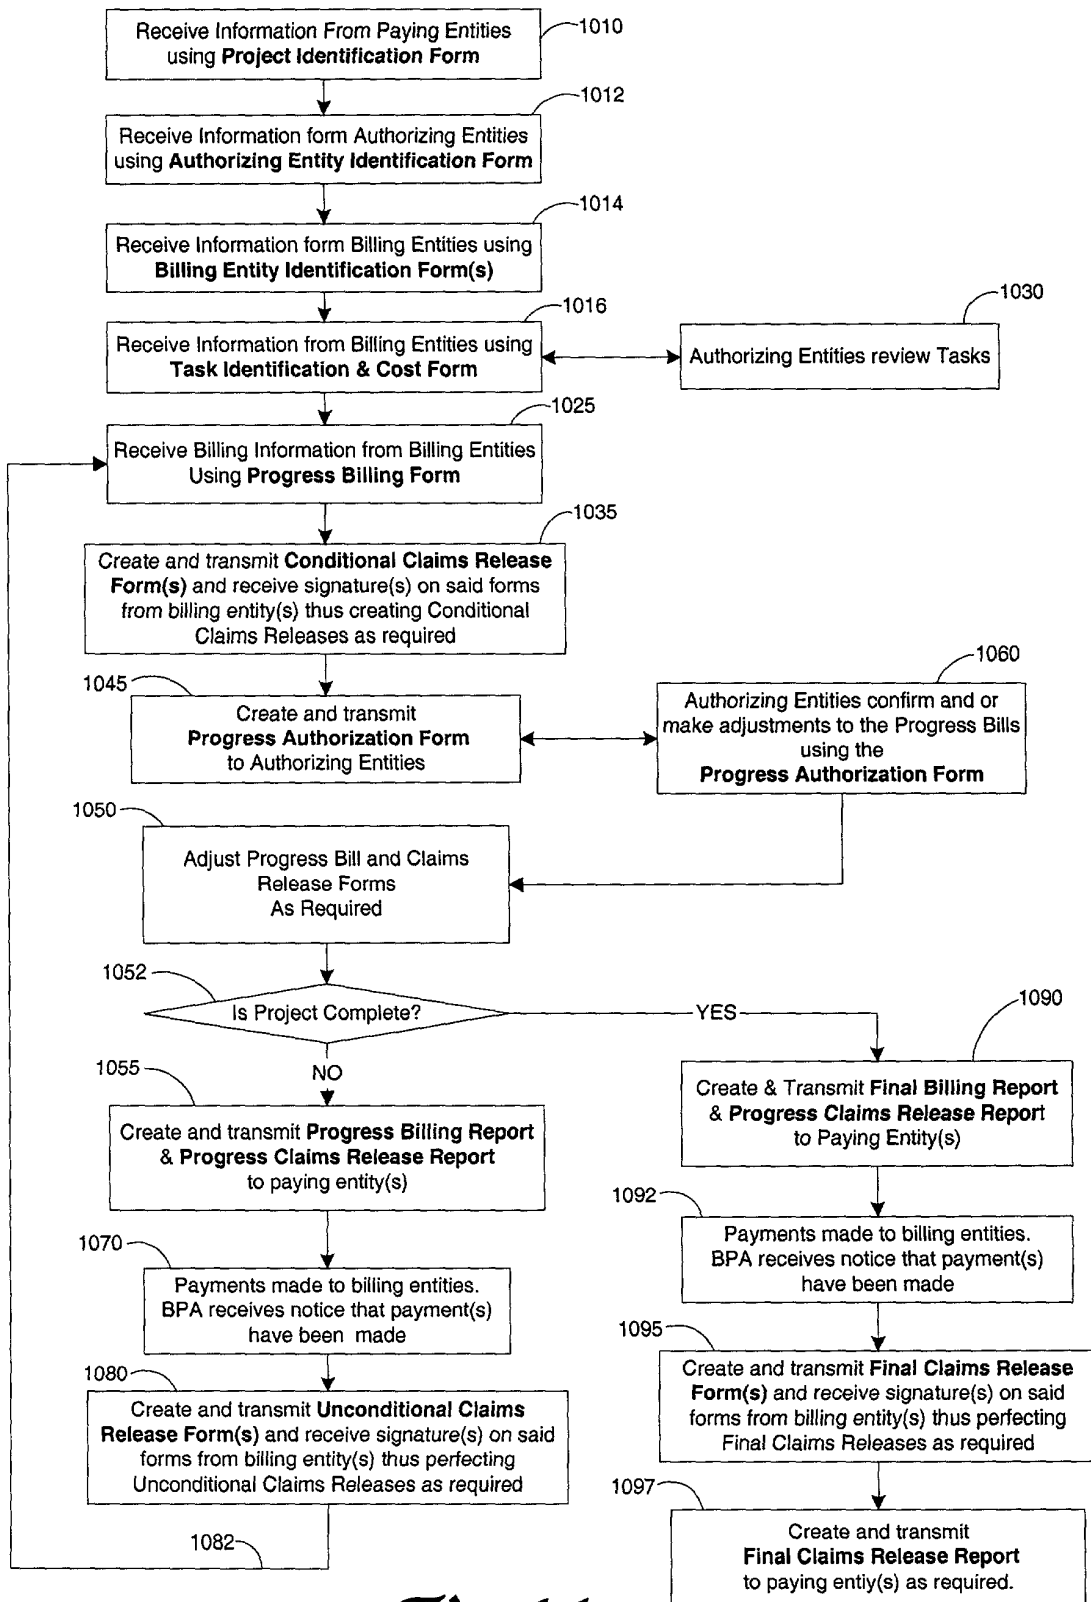 Receive Information From Paying Entities
using Project Identification Form
1010
1012
Receive Information form Authorizing Entities
using Authorizing Entity Identification Form
1014
Receive Information form Billing Entities using
Billing Entity Identification Form(s)
1016
Receive Information from Billing Entities using
Task Identification & Cost Form
1030
Authorizing Entities review Tasks
1025
Receive Billing Information from Billing Entities
Using Progress Billing Form
1035
Create and transmit Conditional Claims Release
Form(s) and receive signature(s) on said forms
from billing entity(s) thus creating Conditional
Claims Releases as required
1045
Create and transmit
Progress Authorization Form
to Authorizing Entities
1060
Authorizing Entities confirm and or
make adjustments to the Progress Bills
using the
Progress Authorization Form
1050
Adjust Progress Bill and Claims
Release Forms
As Required
1052
Is Project Complete?
YES
NO
1055
Create and transmit Progress Billing Report
& Progress Claims Release Report
to paying entity(s)
1070
Payments made to billing entities.
BPA receives notice that payment(s)
have been made
1080
Create and transmit Unconditional Claims
Release Form(s) and receive signature(s) on said
forms from billing entity(s) thus perfecting
Unconditional Claims Releases as required
1082
1090
Create & Transmit Final Billing Report
& Progress Claims Release Report
to Paying Entity(s)
1092
Payments made to billing entities.
BPA receives notice that payment(s)
have been made
1095
Create and transmit Final Claims Release
Form(s) and receive signature(s) on said
forms from billing entity(s) thus perfecting
Final Claims Releases as required
1097
Create and transmit
Final Claims Release Report
to paying entiy(s) as required.